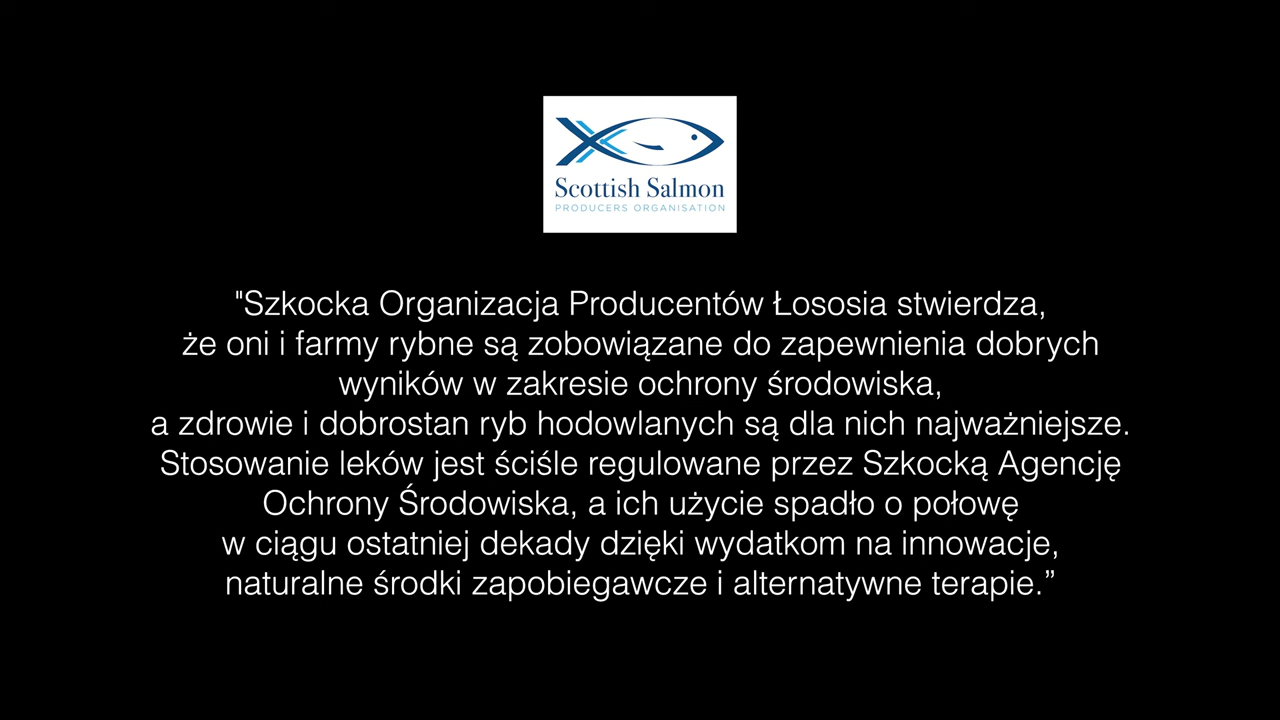 Scottish Salmon
PRODUCERS ORGANISATION
"Szkocka Organizacja Producentów Łososia stwierdza,
że oni i farmy rybne są zobowiązane do zapewnienia dobrych
wyników w zakresie ochrony środowiska,
a zdrowie i dobrostan ryb hodowlanych są dla nich najważniejsze.
Stosowanie leków jest ściśle regulowane przez Szkocką Agencję
Ochrony Środowiska, a ich użycie spadło o połowę
w ciągu ostatniej dekady dzięki wydatkom na innowacje,
naturalne środki zapobiegawcze i alternatywne terapie.”